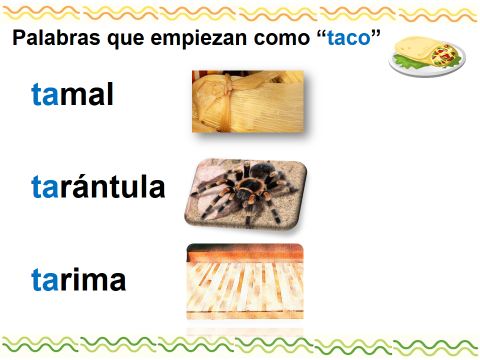 Palabras que empiezan como “taco”
tamal
tarántula
tarima